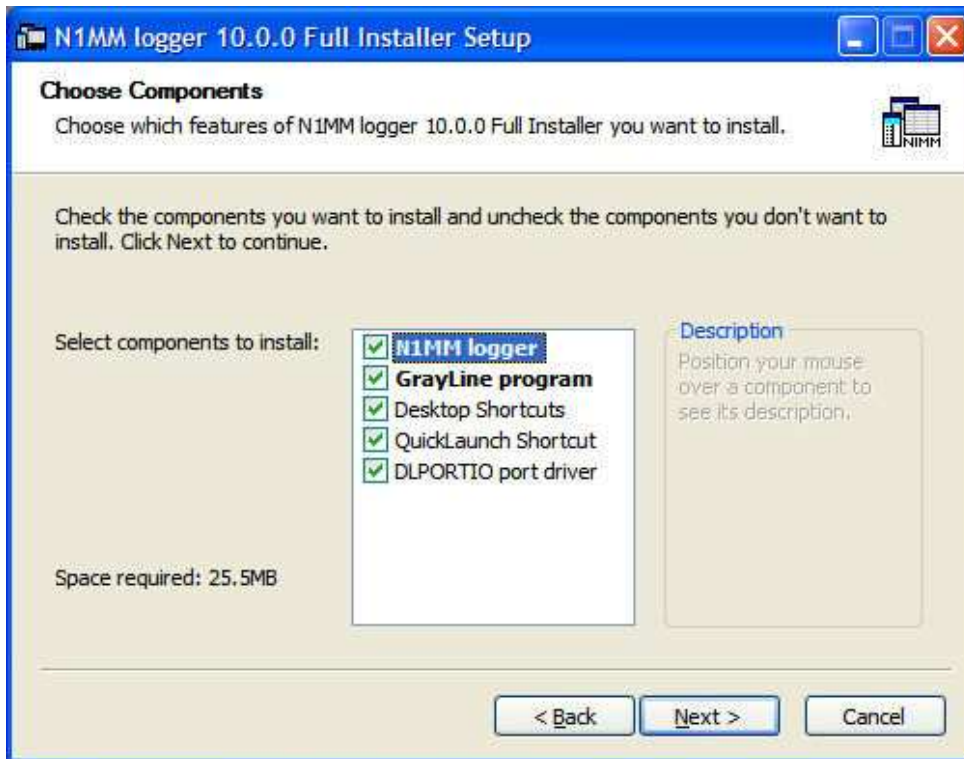 N1MM logger 10.0.0 Full Installer Setup
Choose Components
Choose which features of N1MM logger 10.0.0 Full Installer you want to install.
NIMM
Check the components you want to install and uncheck the components you don't want to
install. Click Next to continue.
Select components to install:
N1MM logger
GrayLine program
Desktop Shortcuts
QuickLaunch Shortcut
DLPORTIO port driver
Description
Position your mouse
over a component to
see its description.
Space required: 25.5MB
< Back
Next >
Cancel